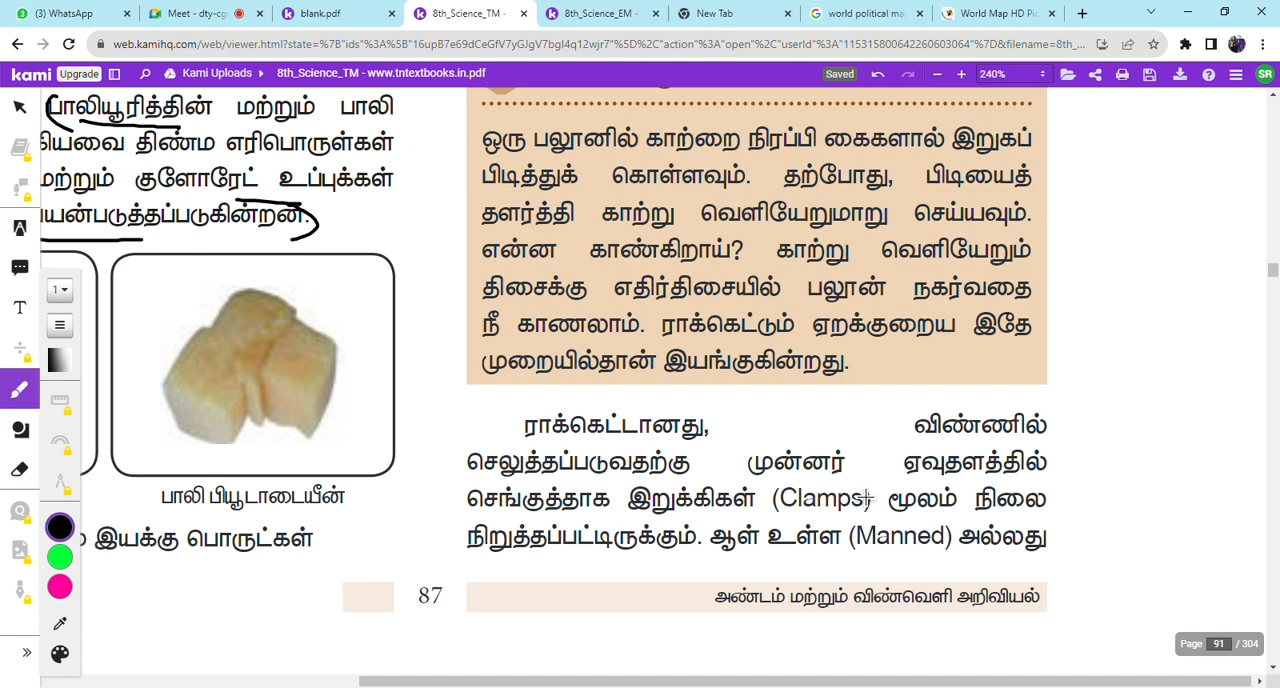 (3) WhatsApp
Meet - dty-cgr
blank.pdf
8th_Science_TM -
8th_Science_EM -
New Tab
world political ma
World Map HD Pi
web.kamihq.com/web/viewer.html?state=%7B"ids"%3A%5B"16upB7e69dCeGfV7yGJgV7bgI4q12wjr7"%5D%2C"action"%3A"open"%2C"userId"%3A"115315800642260603064"%7D&filename=8th_...
kami Upgrade Kami Uploads 8th_Science_TM - www.tntextbooks.in.pdf Saved 240% SR
பாலியூரித்தின் மற்றும் பாலி
கியவை திண்ம எரிபொருள்கள்
மற்றும் குளோரேட் உப்புக்கள்
யன்படுத்தப்படுகின்றன.
பாலி பியூடாடையீன்
இயக்கு பொருட்கள்
87
ஒரு பலூனில் காற்றை நிரப்பி கைகளால் இறுகப்
பிடித்துக் கொள்ளவும். தற்போது, பிடியைத்
தளர்த்தி காற்று வெளியேறுமாறு செய்யவும்.
என்ன காண்கிறாய்? காற்று வெளியேறும்
திசைக்கு எதிர்திசையில் பலூன் நகர்வதை
நீ காணலாம். ராக்கெட்டும் ஏறக்குறைய இதே
முறையில்தான் இயங்குகின்றது.
ராக்கெட்டானது, விண்ணில்
செலுத்தப்படுவதற்கு முன்னர் ஏவுதளத்தில்
செங்குத்தாக இறுக்கிகள் (Clamps) மூலம் நிலை
நிறுத்தப்பட்டிருக்கும். ஆள் உள்ள (Manned) அல்லது
அண்டம் மற்றும் விண்வெளி அறிவியல்
Page 91 / 304
1